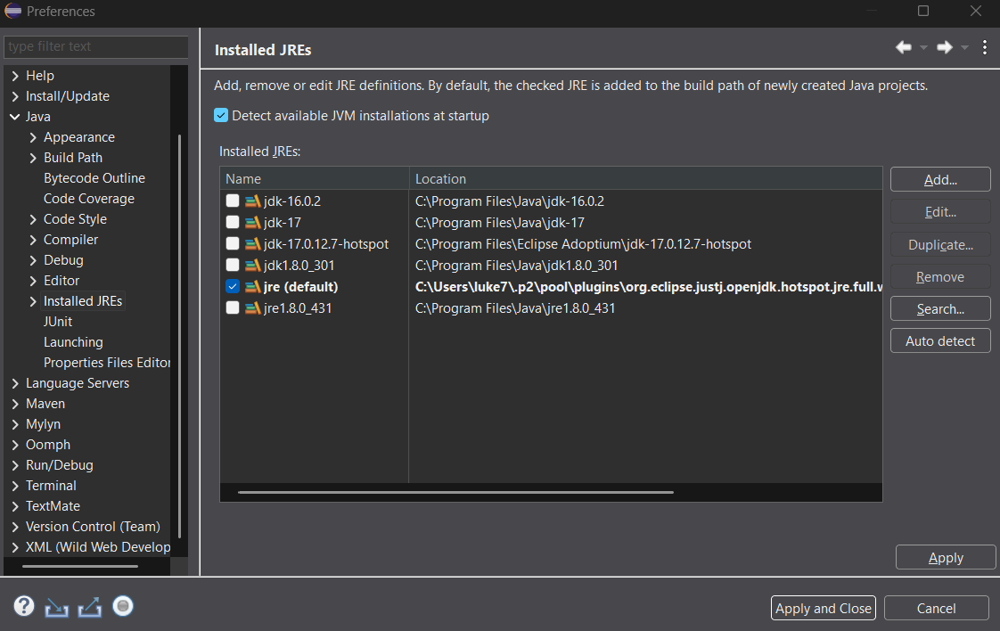 Preferences
type filter text
Help
Install/Update
Java
Appearance
Build Path
Bytecode Outline
Code Coverage
Code Style
Compiler
Debug
Editor
Installed JREs
JUnit
Launching
Properties Files Editor
Language Servers
Maven
Mylyn
Oomph
Run/Debug
Terminal
TextMate
Version Control (Team)
XML (Wild Web Develop
Installed JREs
Add, remove or edit JRE definitions. By default, the checked JRE is added to the build path of newly created Java projects.
Detect available JVM installations at startup
Installed JREs:
Name Location
jdk-16.0.2 C:\Program Files\Java\jdk-16.0.2
jdk-17 C:\Program Files\Java\jdk-17
jdk-17.0.12.7-hotspot C:\Program Files\Eclipse Adoptium\jdk-17.0.12.7-hotspot
jdk1.8.0_301 C:\Program Files\Java\jdk1.8.0_301
jre (default) C:\Users\luke7\.p2\pool\plugins\org.eclipse.justj.openjdk.hotspot.jre.full.v
jre1.8.0_431 C:\Program Files\Java\jre1.8.0_431
Add...
Edit...
Duplicate...
Remove
Search...
Auto detect
Apply
?
Apply and Close
Cancel